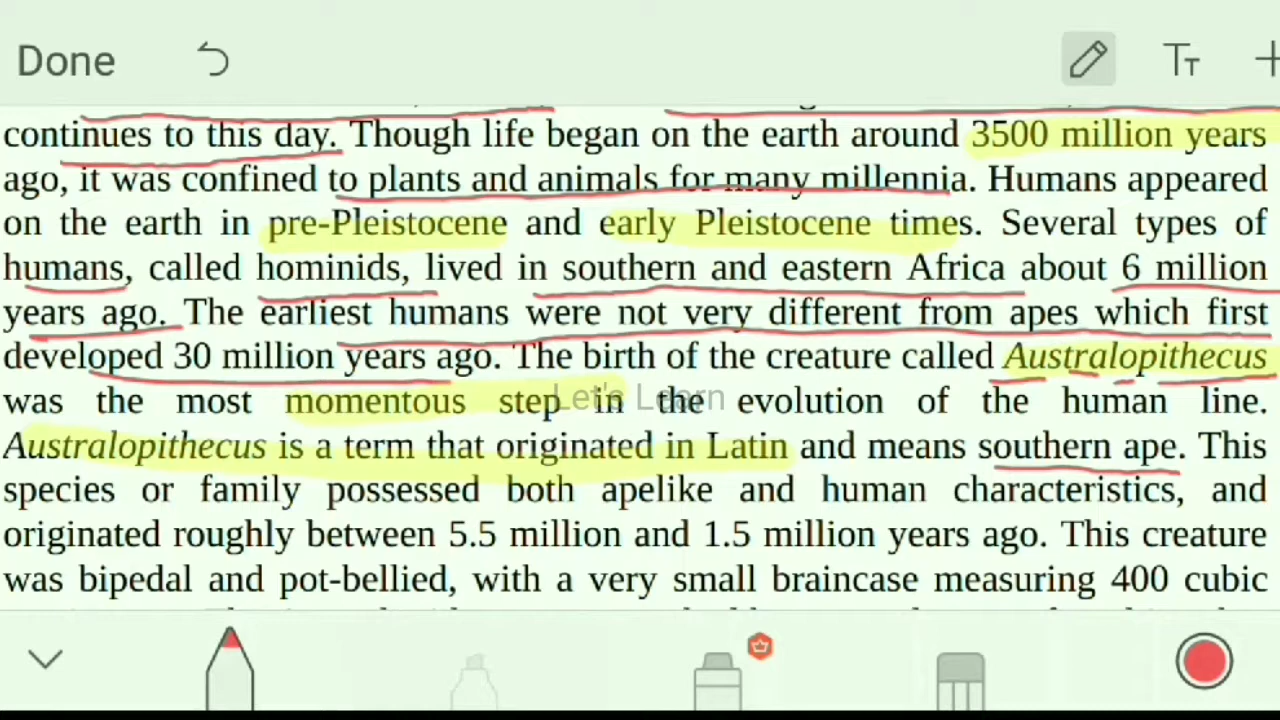 Done
continues to this day. Though life began on the earth around 3500 million years
ago, it was confined to plants and animals for many millennia. Humans appeared
on the earth in pre-Pleistocene and early Pleistocene times. Several types of
humans, called hominids, lived in southern and eastern Africa about 6 million
years ago. The earliest humans were not very different from apes which first
developed 30 million years ago. The birth of the creature called Australopithecus
was the most momentous step in the evolution of the human line.
Let's Learn
Australopithecus is a term that originated in Latin and means southern ape. This
species or family possessed both apelike and human characteristics, and
originated roughly between 5.5 million and 1.5 million years ago. This creature
was bipedal and pot-bellied, with a very small braincase measuring 400 cubic